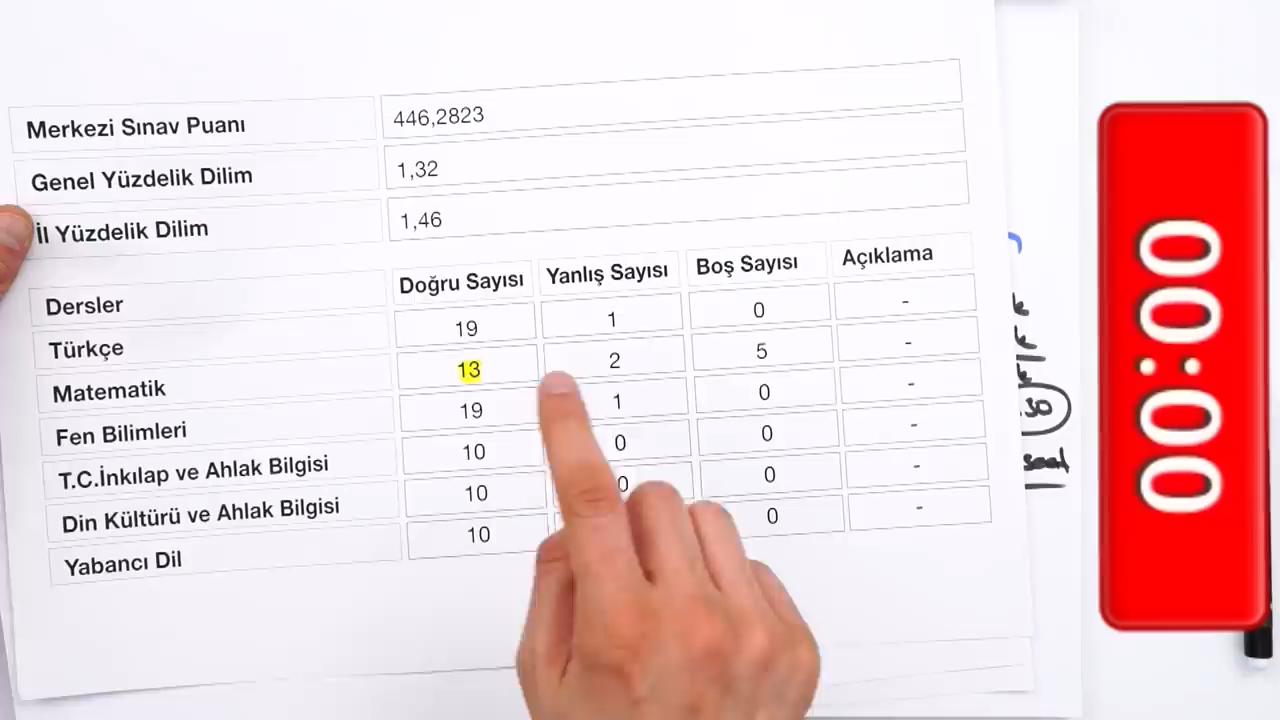 Merkezi Sınav Puanı 446,2823
Genel Yüzdelik Dilim 1,32
İl Yüzdelik Dilim 1,46
Dersler Doğru Sayısı Yanlış Sayısı Boş Sayısı Açıklama
Türkçe 19 1 0 -
Matematik 13 2 5 -
Fen Bilimleri 19 1 0 -
T.C.İnkılap ve Ahlak Bilgisi 10 0 0 -
Din Kültürü ve Ahlak Bilgisi 10 0 0 -
Yabancı Dil 10 0 -
50
saat
00:00